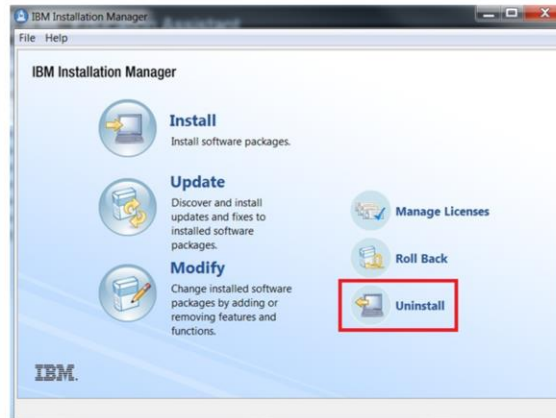 IBM Installation Manager
File Help
IBM Installation Manager
Install
Install software packages.
Update
Discover and install
updates and fixes to
installed software
packages.
Modify
Change installed software
packages by adding or
removing features and
functions.
Manage Licenses
Roll Back
Uninstall
IBM.